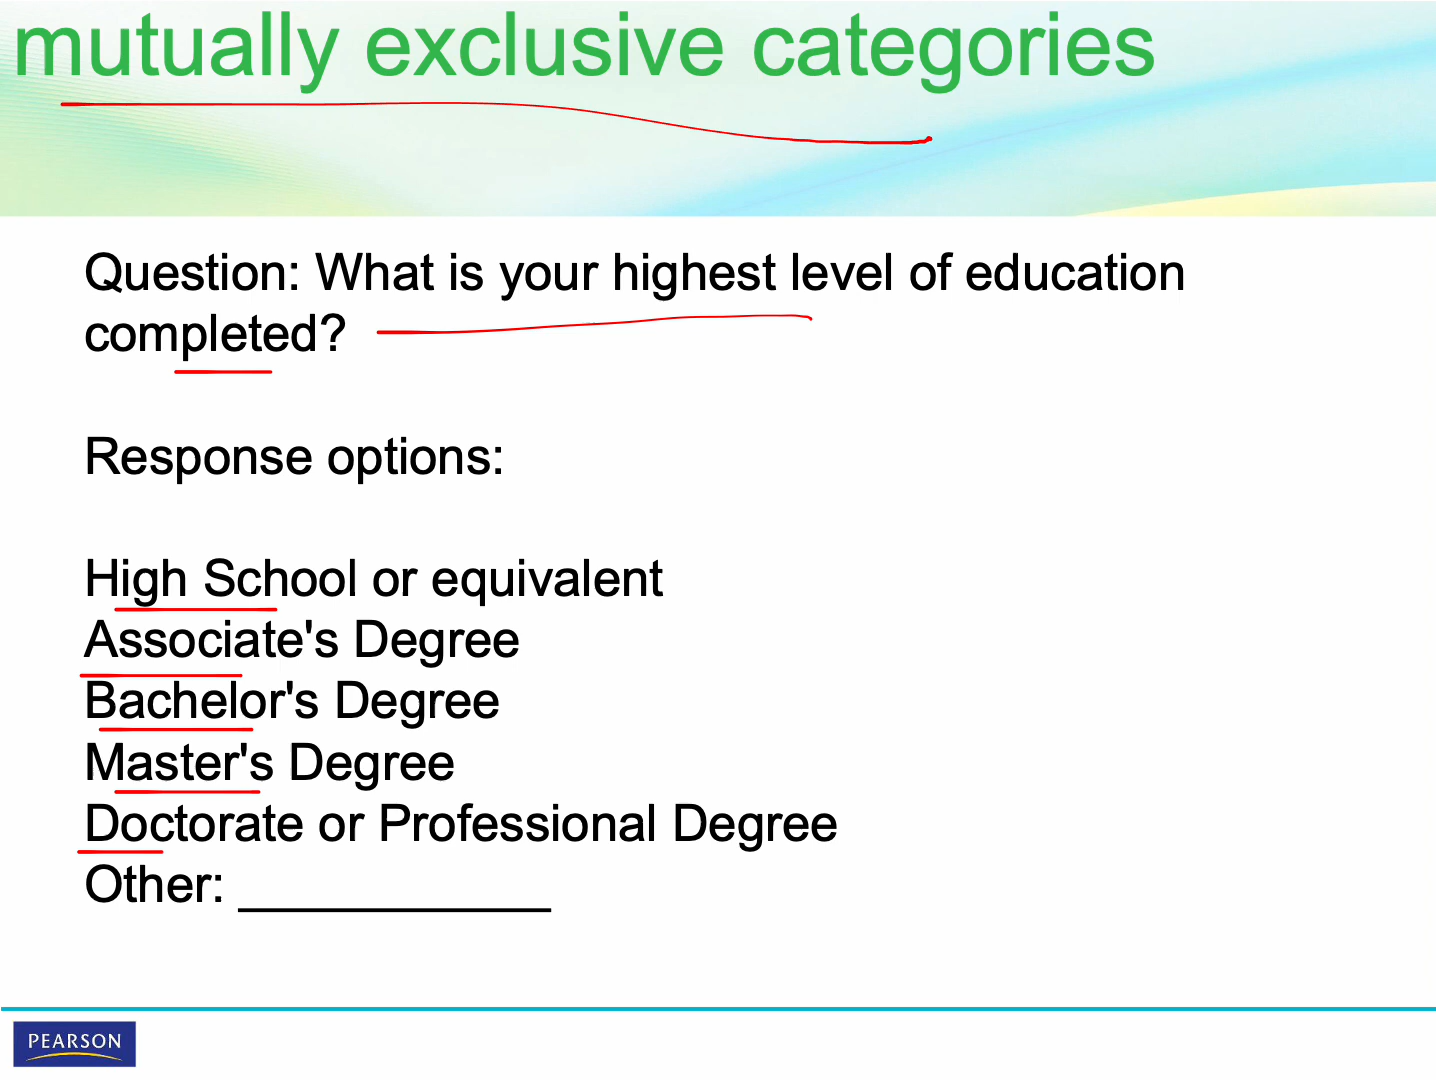 mutually exclusive categories
Question: What is your highest level of education
completed?
Response options:
High School or equivalent
Associate's Degree
Bachelor's Degree
Master's Degree
Doctorate or Professional Degree
Other: ___________
PEARSON